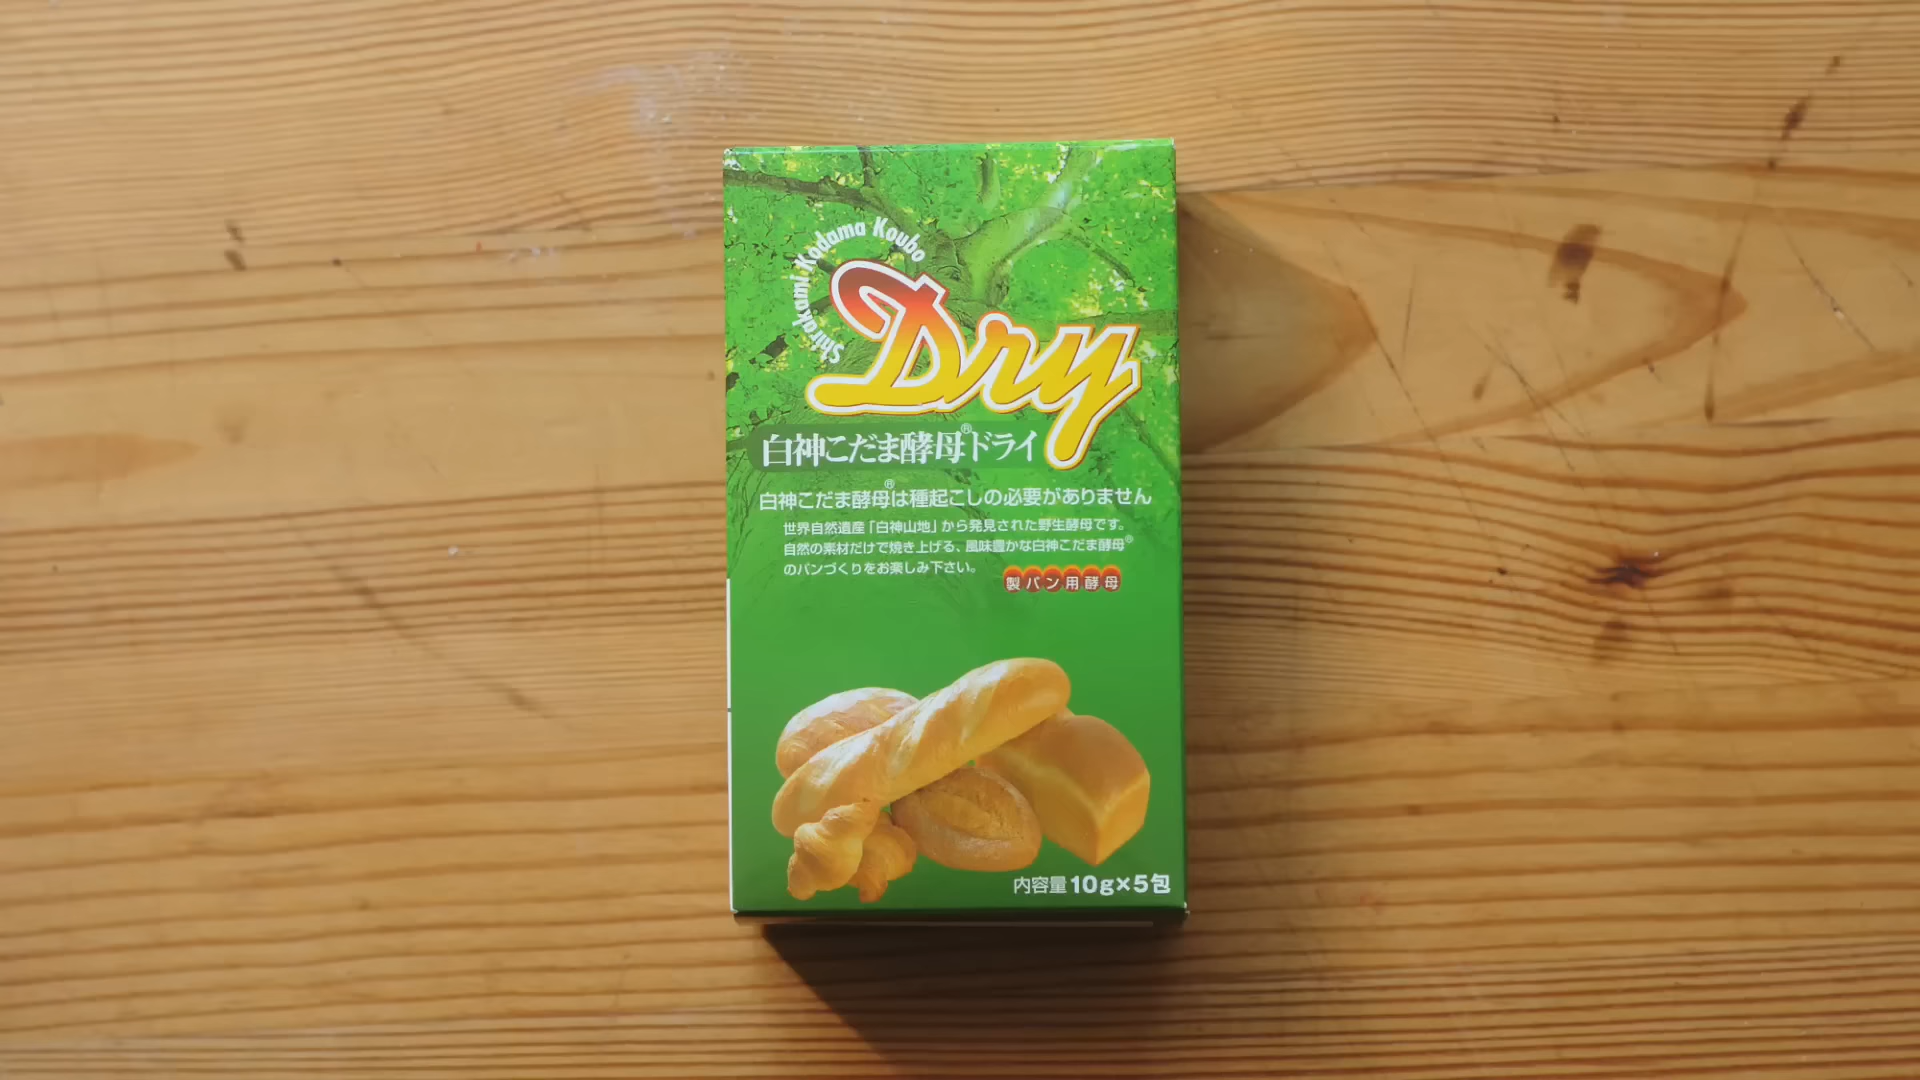 Shirakami Kodama Koubo
Dry
白神こだま酵母®ドライ
白神こだま酵母®は種起こしの必要がありません
世界自然遺産「白神山地」から発見された野生酵母です。
自然の素材だけで焼き上げる、風味豊かな白神こだま酵母®
のパンづくりをお楽しみ下さい。
製パン用酵母
内容量10g×5包